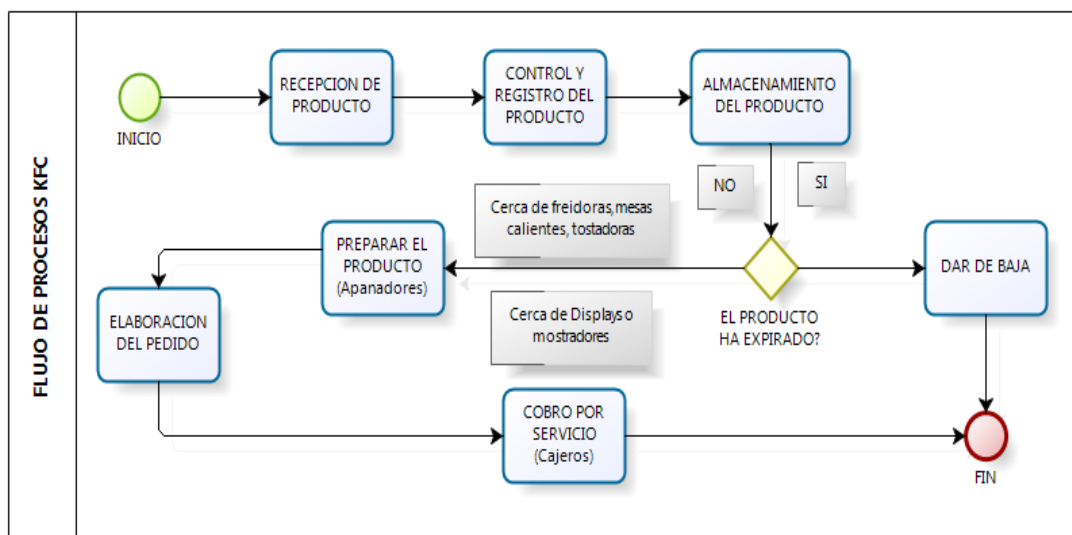 FLUJO DE PROCESOS KFC
INICIO
RECEPCION DE
PRODUCTO
CONTROL Y
REGISTRO DEL
PRODUCTO
ALMACENAMIENTO
DEL PRODUCTO
NO
SI
Cerca de freidoras,mesas
calientes, tostadoras
PREPARAR EL
PRODUCTO
(Apanadores)
DAR DE BAJA
EL PRODUCTO
HA EXPIRADO?
Cerca de Displays o
mostradores
ELABORACION
DEL PEDIDO
COBRO POR
SERVICIO
(Cajeros)
FIN